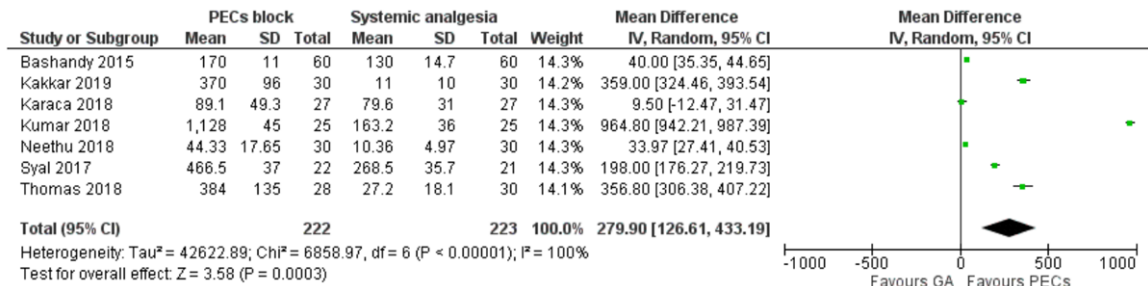 PECs block Systemic analgesia Mean Difference Mean Difference
Study or Subgroup Mean SD Total Mean SD Total Weight IV, Random, 95% CI IV, Random, 95% CI
Bashandy 2015 170 11 60 130 14.7 60 14.3% 40.00 [35.35, 44.65]
Kakkar 2019 370 96 30 11 10 30 14.2% 359.00 [324.46, 393.54]
Karaca 2018 89.1 49.3 27 79.6 31 27 14.3% 9.50 [-12.47, 31.47]
Kumar 2018 1,128 45 25 163.2 36 25 14.3% 964.80 [942.21, 987.39]
Neethu 2018 44.33 17.65 30 10.36 4.97 30 14.3% 33.97 [27.41, 40.53]
Syal 2017 466.5 37 22 268.5 35.7 21 14.3% 198.00 [176.27, 219.73]
Thomas 2018 384 135 28 27.2 18.1 30 14.1% 356.80 [306.38, 407.22]
Total (95% CI) 222 223 100.0% 279.90 [126.61, 433.19]
Heterogeneity: Tau² = 42622.89; Chi² = 6858.97, df = 6 (P < 0.00001); I² = 100%
Test for overall effect: Z = 3.58 (P = 0.0003)
-1000 -500 0 500 1000
Favours GA Favours PECs